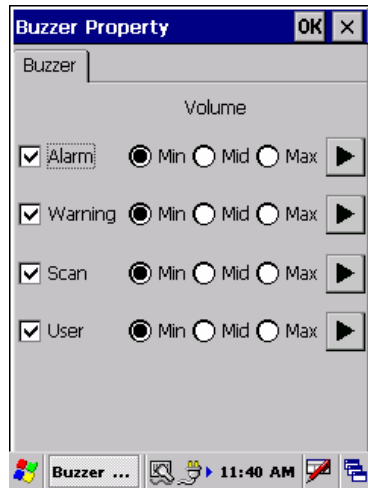 Buzzer Property OK
Buzzer
Volume
Alarm Min Mid Max
Warning Min Mid Max
Scan Min Mid Max
User Min Mid Max
Buzzer ... 11:40 AM